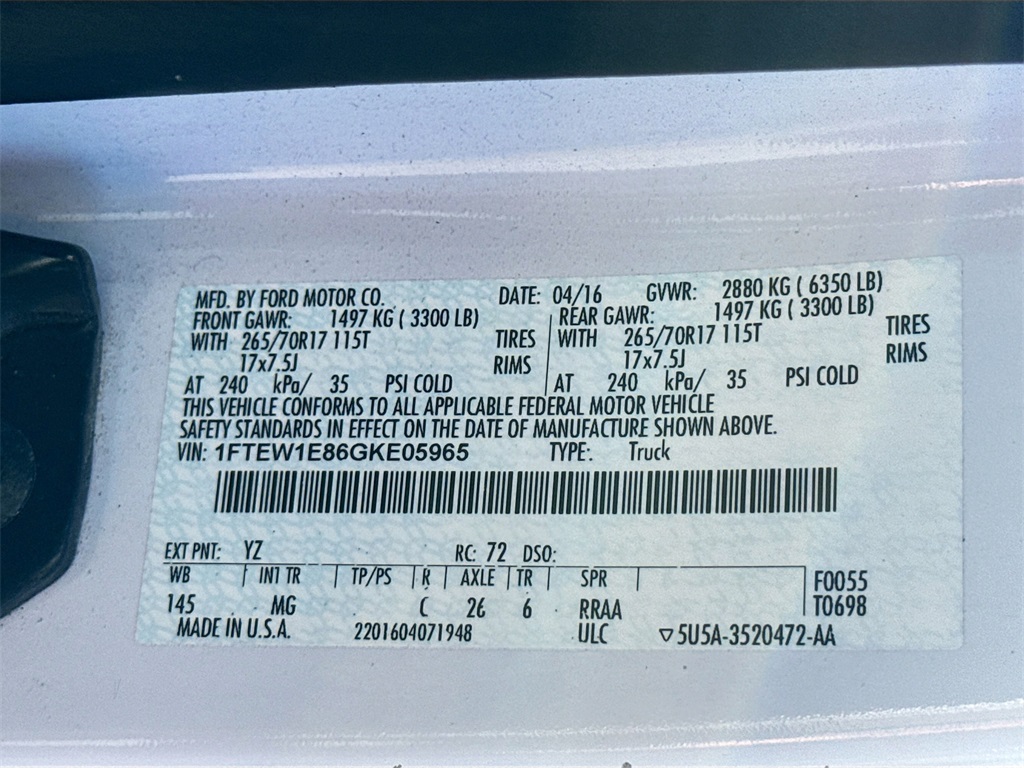 MFD. BY FORD MOTOR CO. DATE: 04/16 GVWR: 2880 KG ( 6350 LB)
FRONT GAWR: 1497 KG ( 3300 LB) REAR GAWR: 1497 KG ( 3300 LB)
WITH 265/70R17 115T TIRES WITH 265/70R17 115T TIRES
17x7.5J RIMS 17x7.5J RIMS
AT 240 kPa/ 35 PSI COLD AT 240 kPa/ 35 PSI COLD
THIS VEHICLE CONFORMS TO ALL APPLICABLE FEDERAL MOTOR VEHICLE
SAFETY STANDARDS IN EFFECT ON THE DATE OF MANUFACTURE SHOWN ABOVE.
VIN: 1FTEW1E86GKE05965 TYPE: Truck
EXT PNT: YZ RC: 72 DSO:
WB INT TR TP/PS R AXLE TR SPR F0055
145 MG C 26 6 RRAA T0698
MADE IN U.S.A. 2201604071948 ULC ▽5U5A-3520472-AA